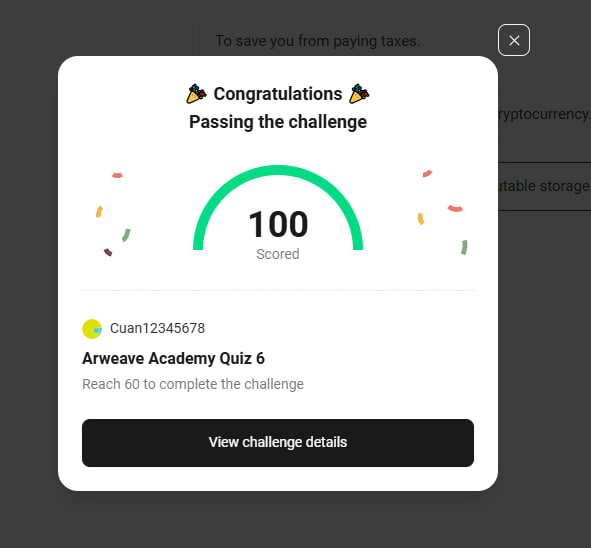 To save you from paying taxes.
ryptocurrency.
utable storage
🎉 Congratulations 🎉
Passing the challenge
100
Scored
Cuan12345678
Arweave Academy Quiz 6
Reach 60 to complete the challenge
View challenge details